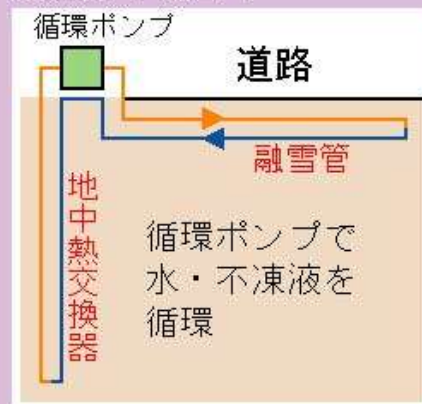 循環ポンプ
道路
融雪管
地中熱交換器
循環ポンプで
水・不凍液を
循環